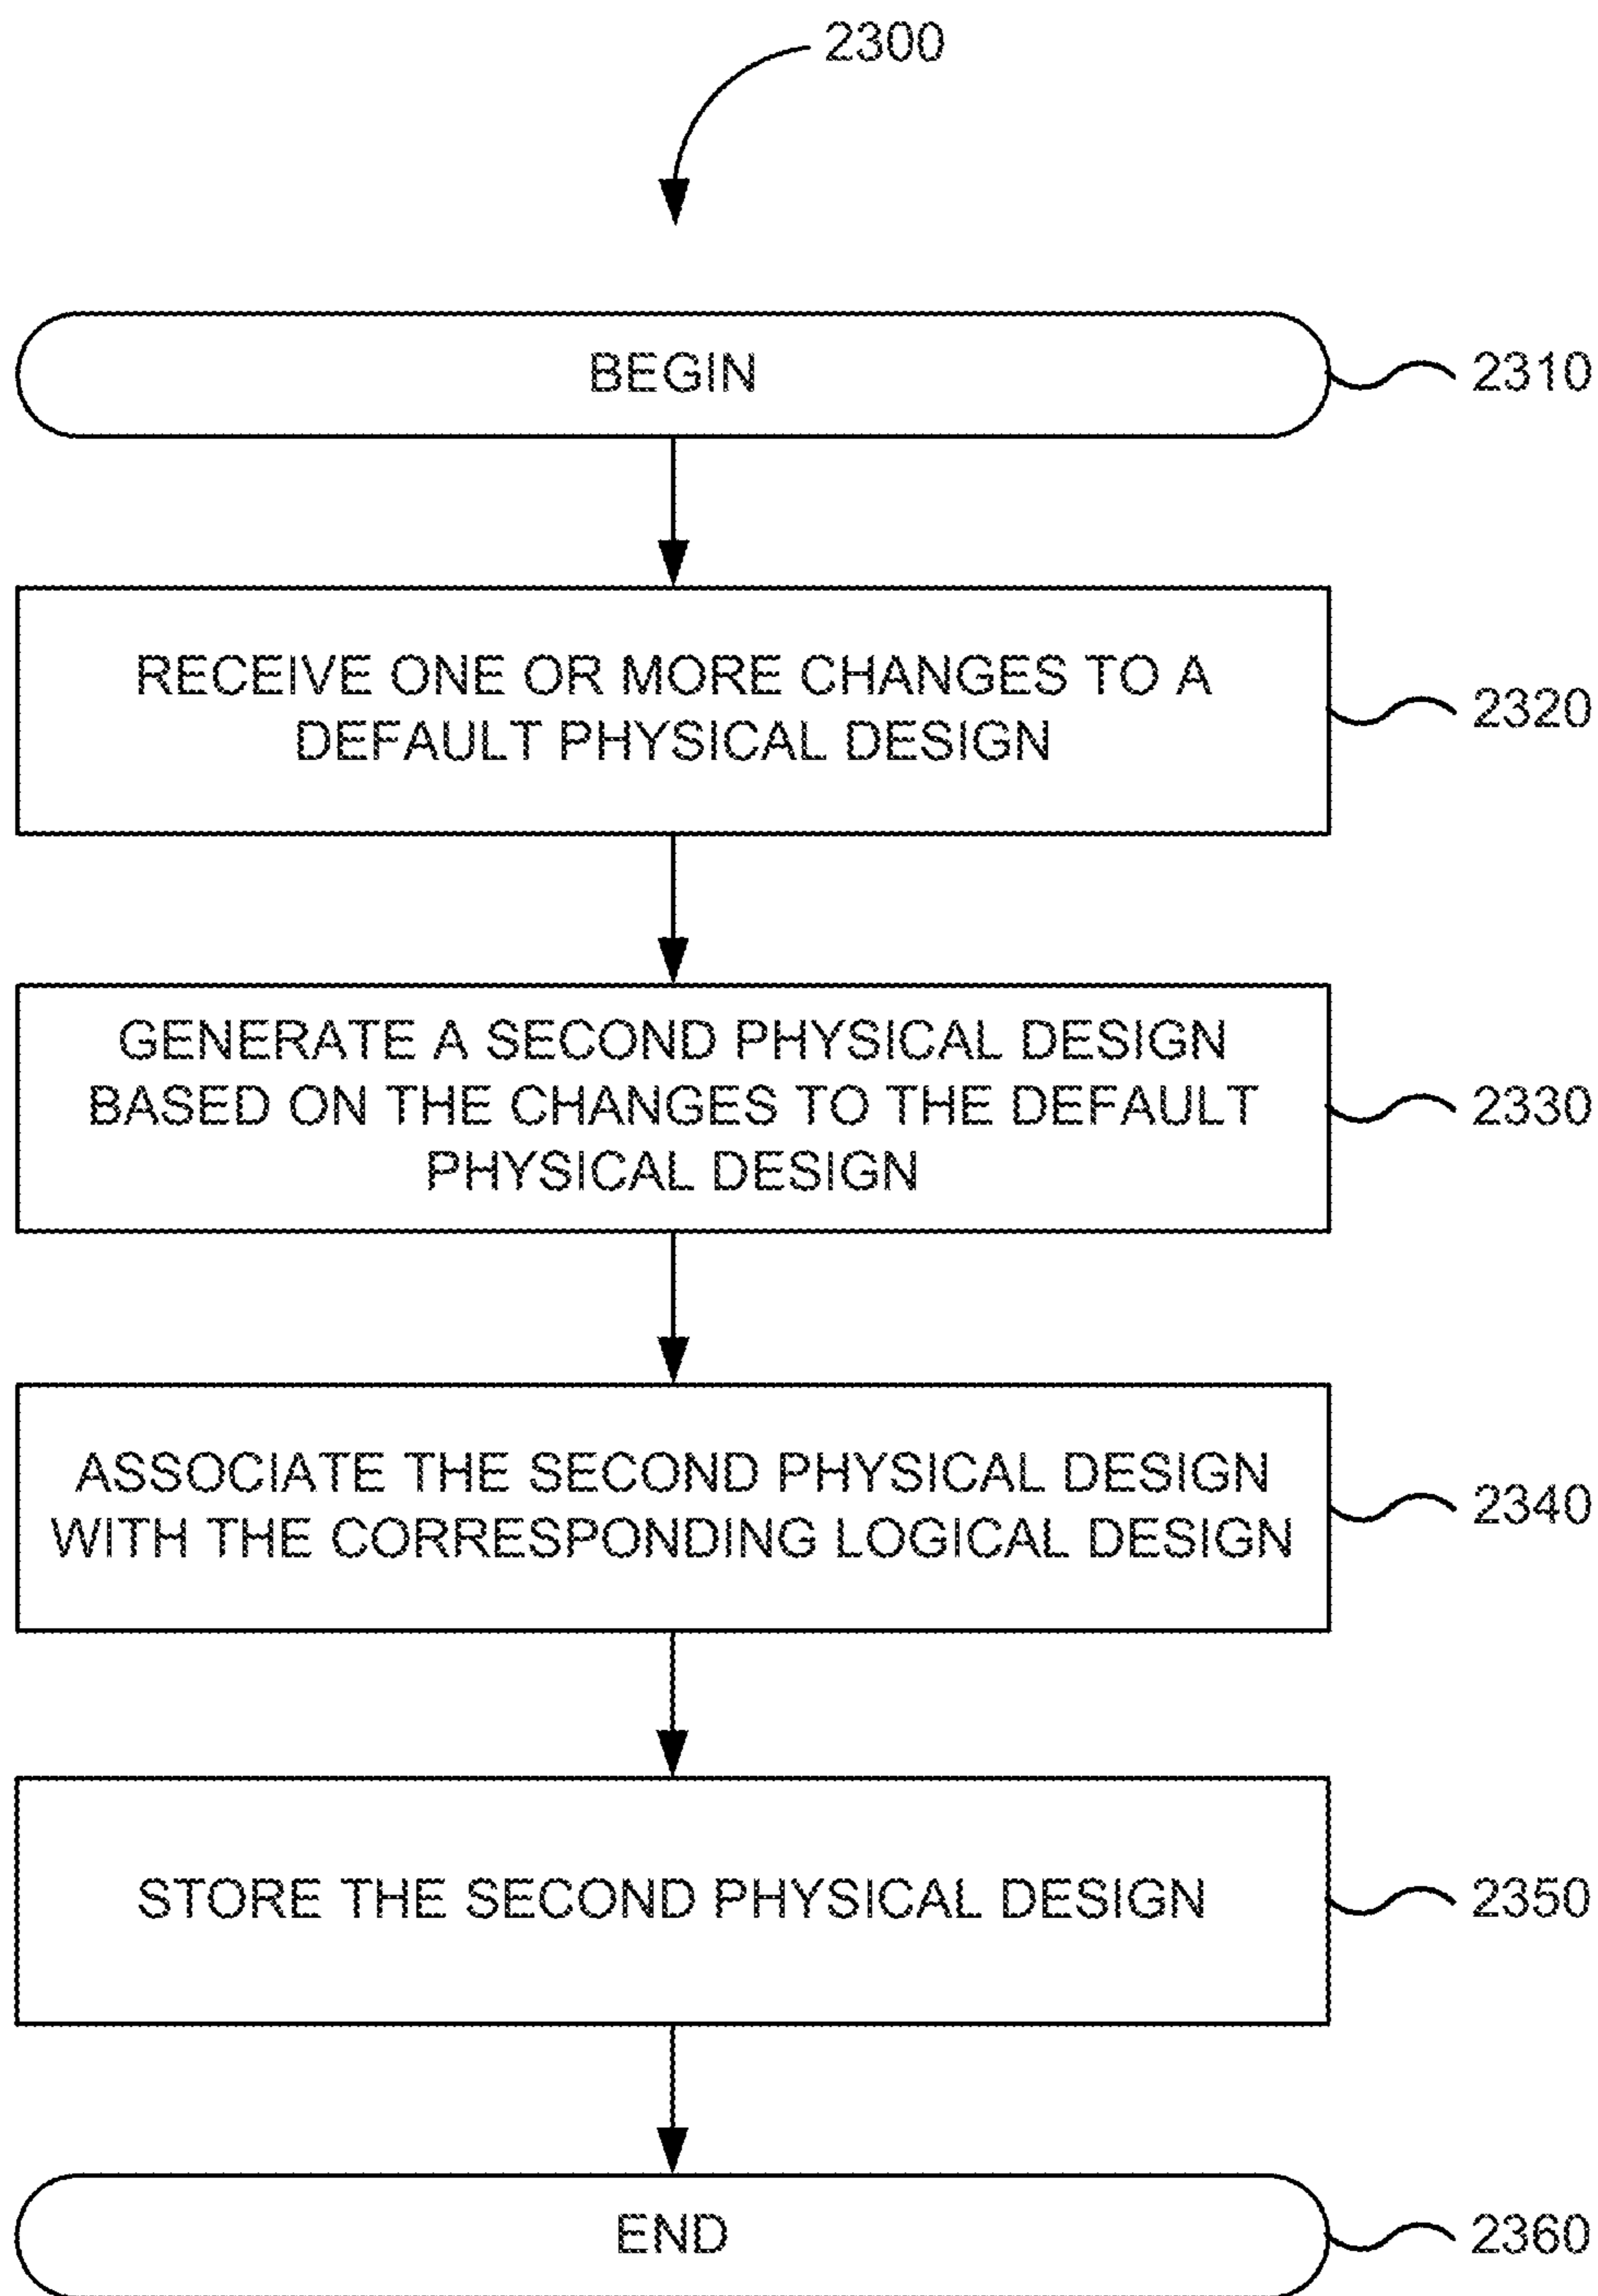 2300
BEGIN
2310
RECEIVE ONE OR MORE CHANGES TO A
DEFAULT PHYSICAL DESIGN
2320
GENERATE A SECOND PHYSICAL DESIGN
BASED ON THE CHANGES TO THE DEFAULT
PHYSICAL DESIGN
2330
ASSOCIATE THE SECOND PHYSICAL DESIGN
WITH THE CORRESPONDING LOGICAL DESIGN
2340
STORE THE SECOND PHYSICAL DESIGN
2350
END
2360